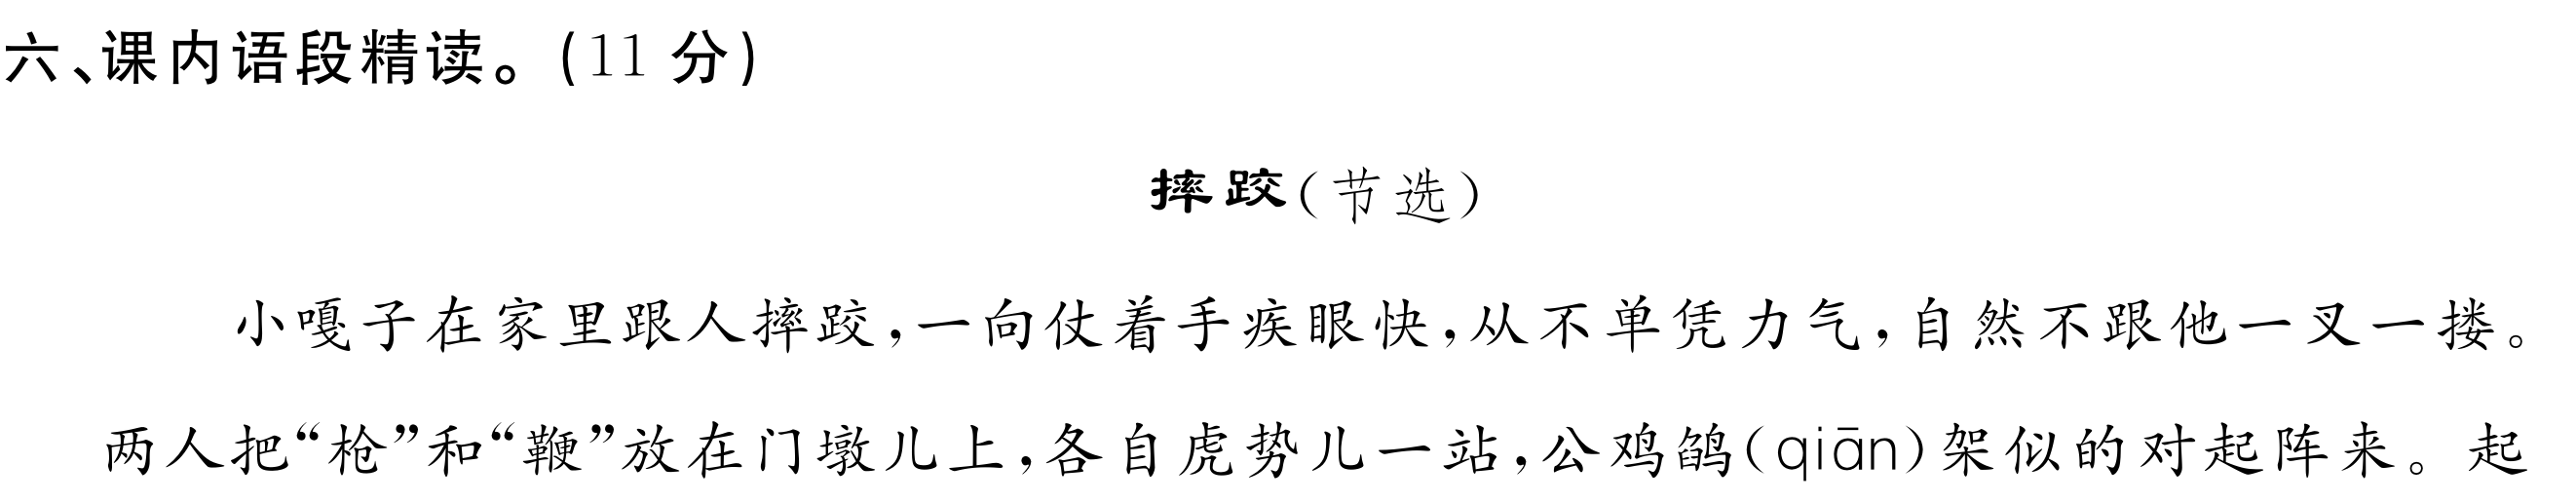 六、课内语段精读。(11 分)
摔跤(节选)
小嘎子在家里跟人摔跤,一向仗着手疾眼快,从不单凭力气,自然不跟他一叉一搂。
两人把“枪”和“鞭”放在门墩儿上,各自虎势儿一站,公鸡鹐(qiān)架似的对起阵来。起